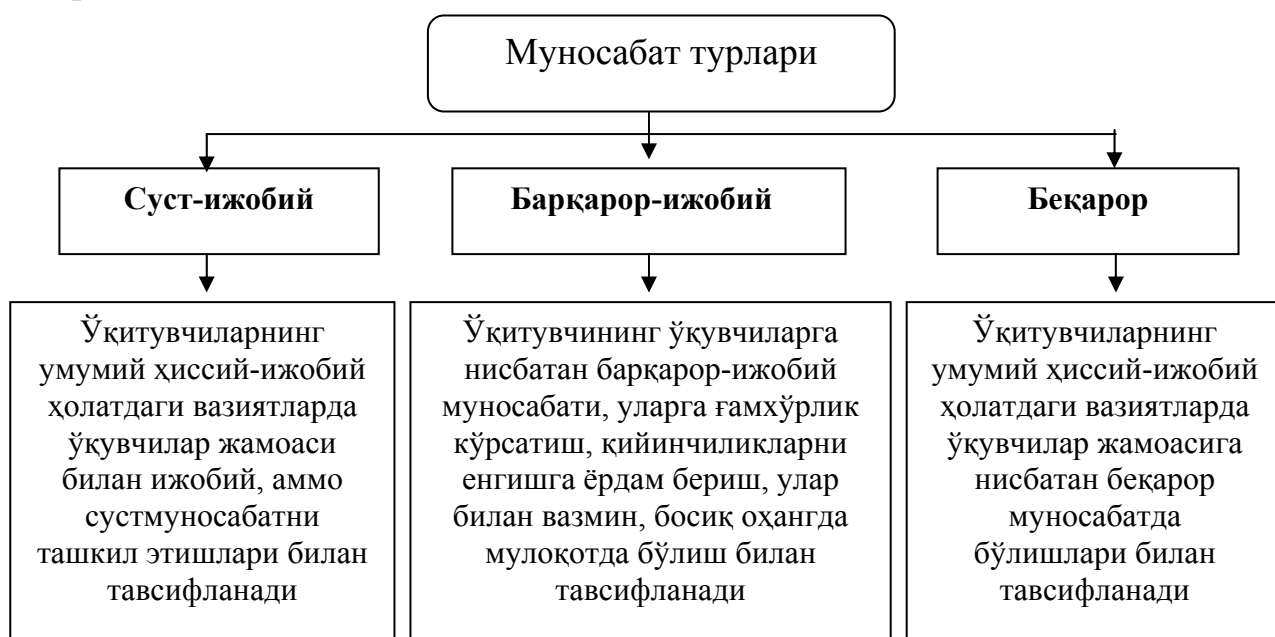 Муносабат турлари
Суст-ижобий
Барқарор-ижобий
Беқарор
Ўқитувчиларнинг
умумий ҳиссий-ижобий
ҳолатдаги вазиятларда
ўқувчилар жамоаси
билан ижобий, аммо
сустмуносабатни
ташкил этишлари билан
тавсифланади
Ўқитувчининг ўқувчиларга
нисбатан барқарор-ижобий
муносабати, уларга ғамхўрлик
кўрсатиш, қийинчиликларни
енгишга ёрдам бериш, улар
билан вазмин, босиқ оҳангда
мулоқотда бўлиш билан
тавсифланади
Ўқитувчиларнинг
умумий ҳиссий-ижобий
ҳолатдаги вазиятларда
ўқувчилар жамоасига
нисбатан беқарор
муносабатда
бўлишлари билан
тавсифланади